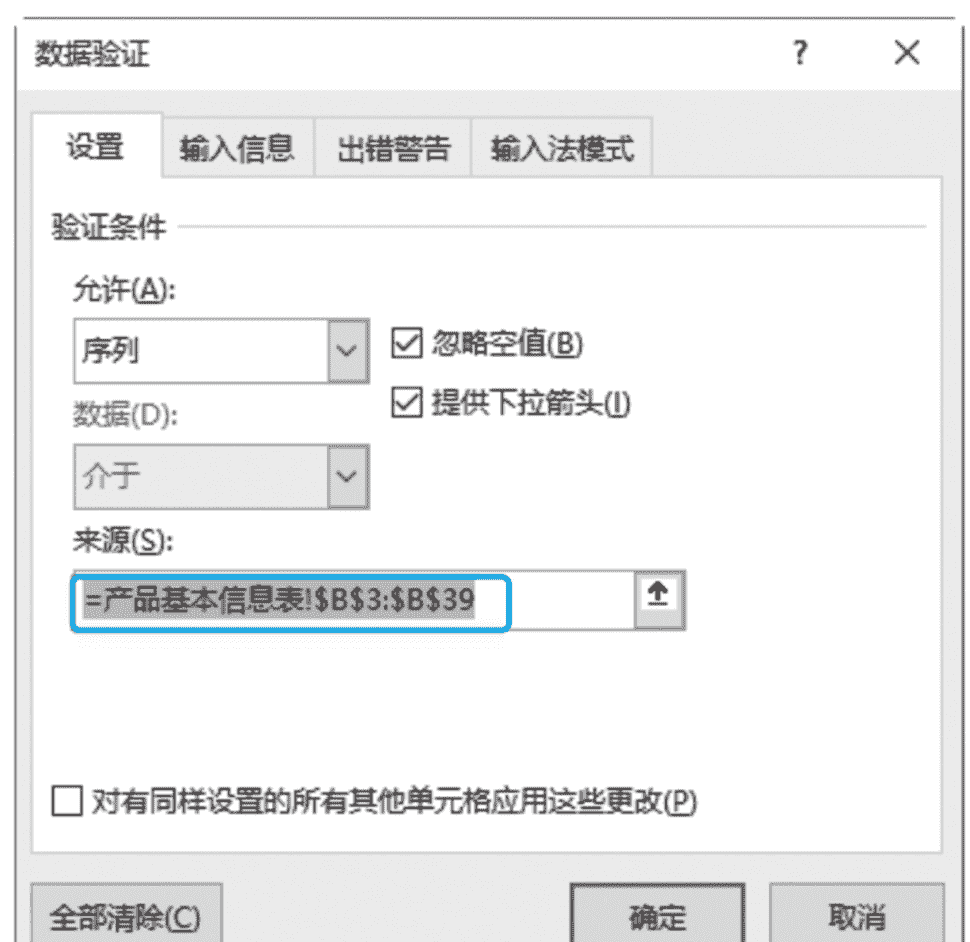 数据验证 ?
设置 输入信息 出错警告 输入法模式
验证条件
允许(A):
序列 忽略空值(B)
数据(D): 提供下拉箭头(I)
介于
来源(S):
=产品基本信息表!$B$3:$B$39
对有同样设置的所有其他单元格应用这些更改(P)
全部清除(C) 确定 取消